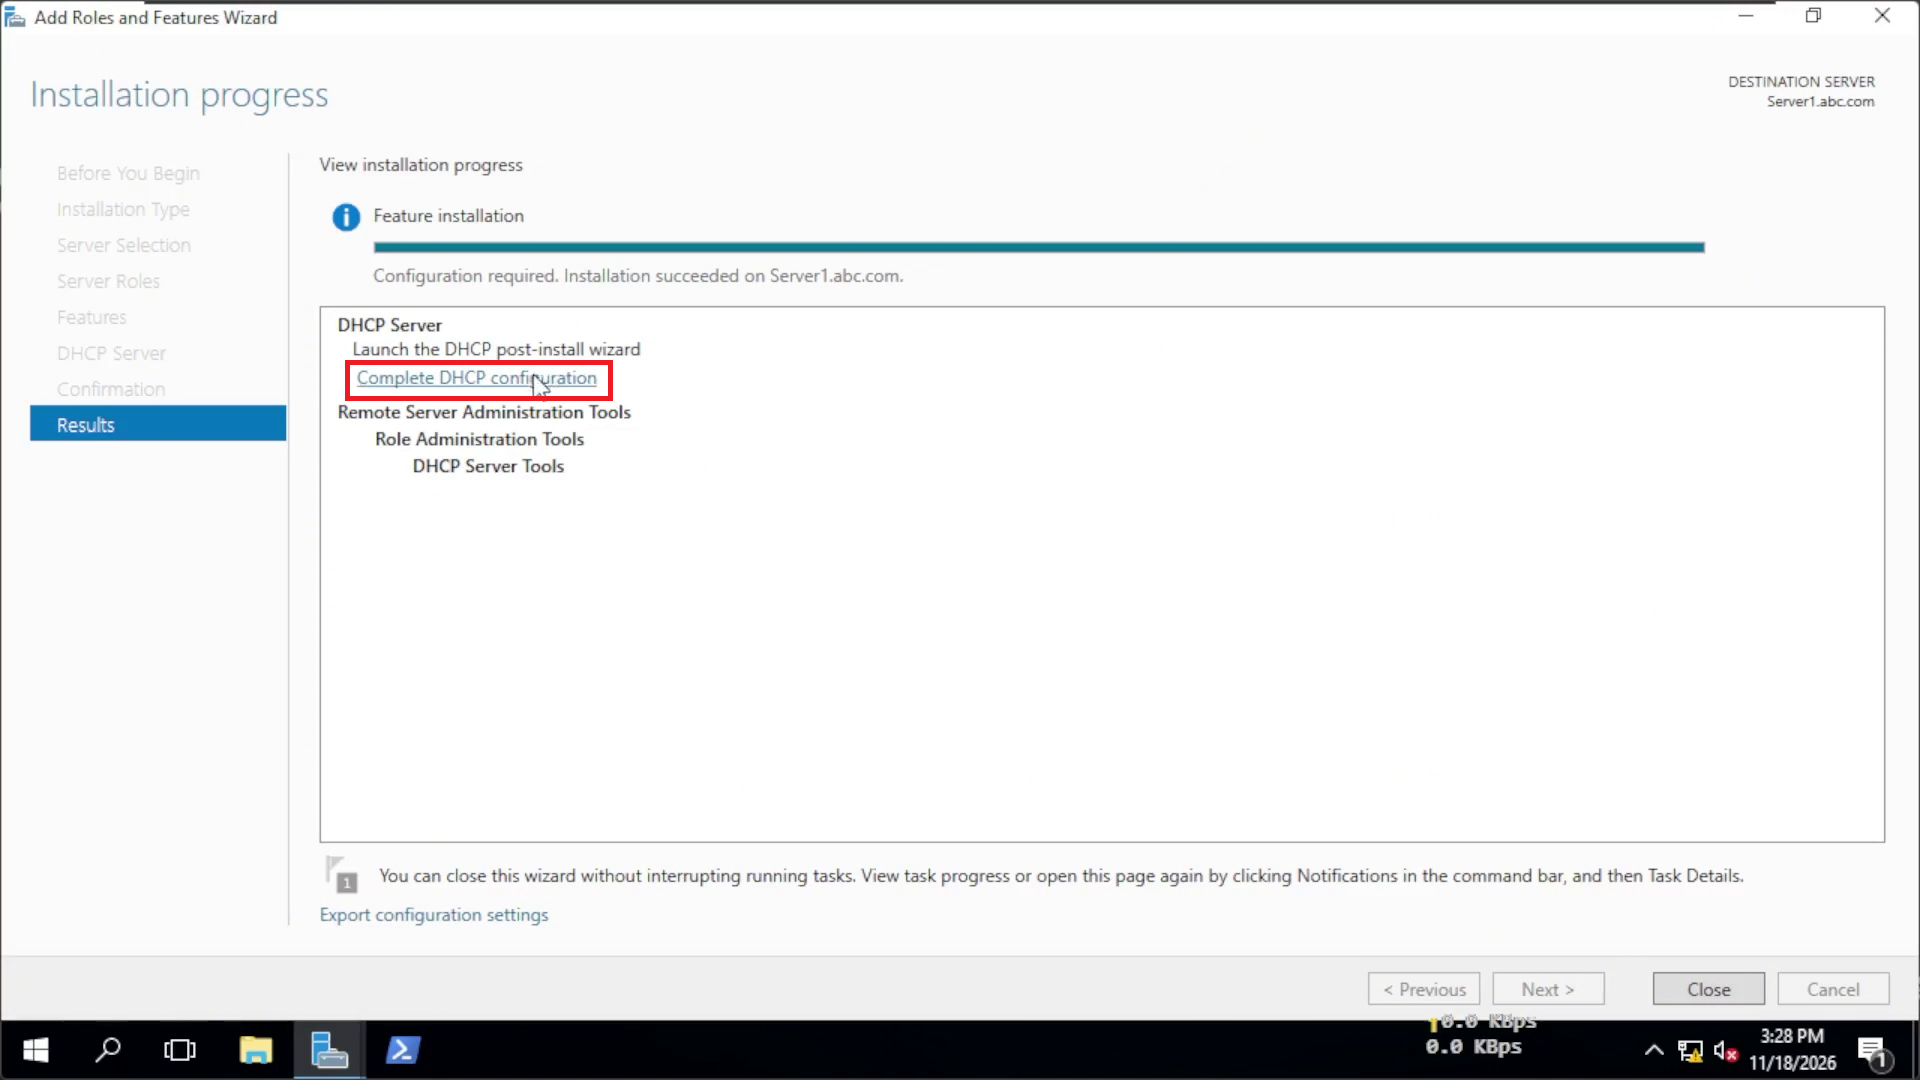 Add Roles and Features Wizard
Installation progress
DESTINATION SERVER
Server1.abc.com
Before You Begin
Installation Type
Server Selection
Server Roles
Features
DHCP Server
Confirmation
Results
View installation progress
Feature installation
Configuration required. Installation succeeded on Server1.abc.com.
DHCP Server
Launch the DHCP post-install wizard
Complete DHCP configuration
Remote Server Administration Tools
Role Administration Tools
DHCP Server Tools
1
You can close this wizard without interrupting running tasks. View task progress or open this page again by clicking Notifications in the command bar, and then Task Details.
Export configuration settings
< Previous
Next >
Close
Cancel
0.0 KBps
0.0 KBps
3:28 PM
11/18/2026
1